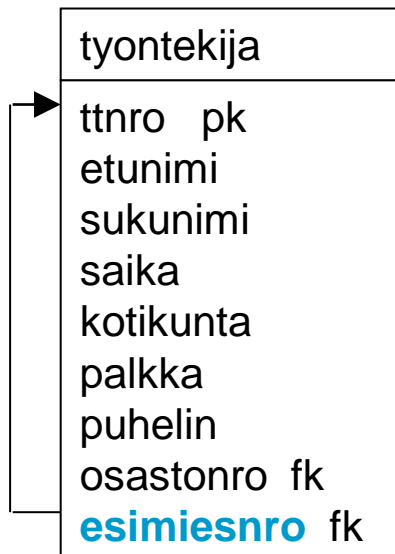 tyontekija
ttnro pk
etunimi
sukunimi
saika
kotikunta
palkka
puhelin
osastonro fk
esimiesnro fk